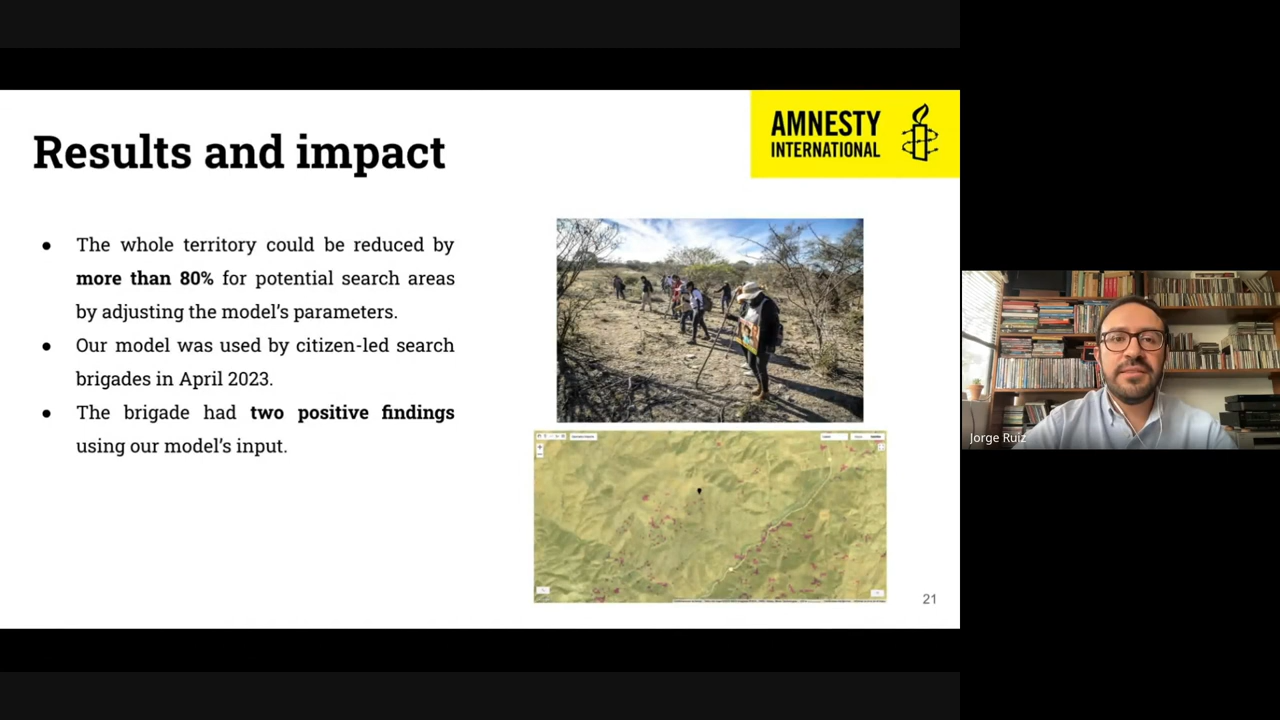 AMNESTY
INTERNATIONAL
Results and impact
● The whole territory could be reduced by
more than 80% for potential search areas
by adjusting the model's parameters.
● Our model was used by citizen-led search
brigades in April 2023.
● The brigade had two positive findings
using our model's input.
21
Jorge Ruiz